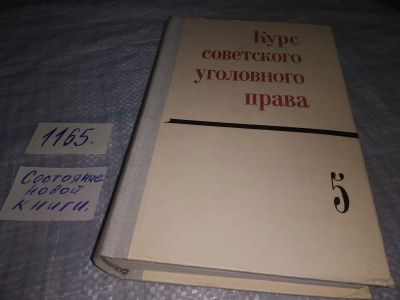 Курс
советского
уголовного
права
5
1165.
Состояние
новой
книги.